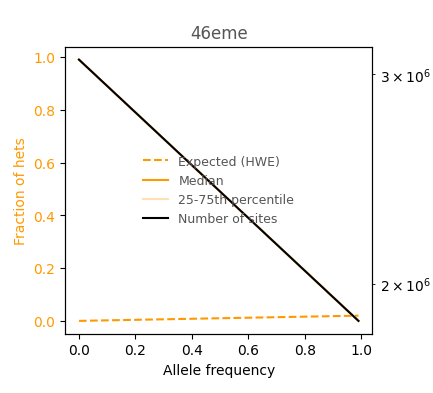 46eme
1.0
0.8
0.6
0.4
0.2
0.0
Fraction of hets
Expected (HWE)
Median
25-75th percentile
Number of sites
3 × 10⁶
2 × 10⁶
0.0 0.2 0.4 0.6 0.8 1.0
Allele frequency